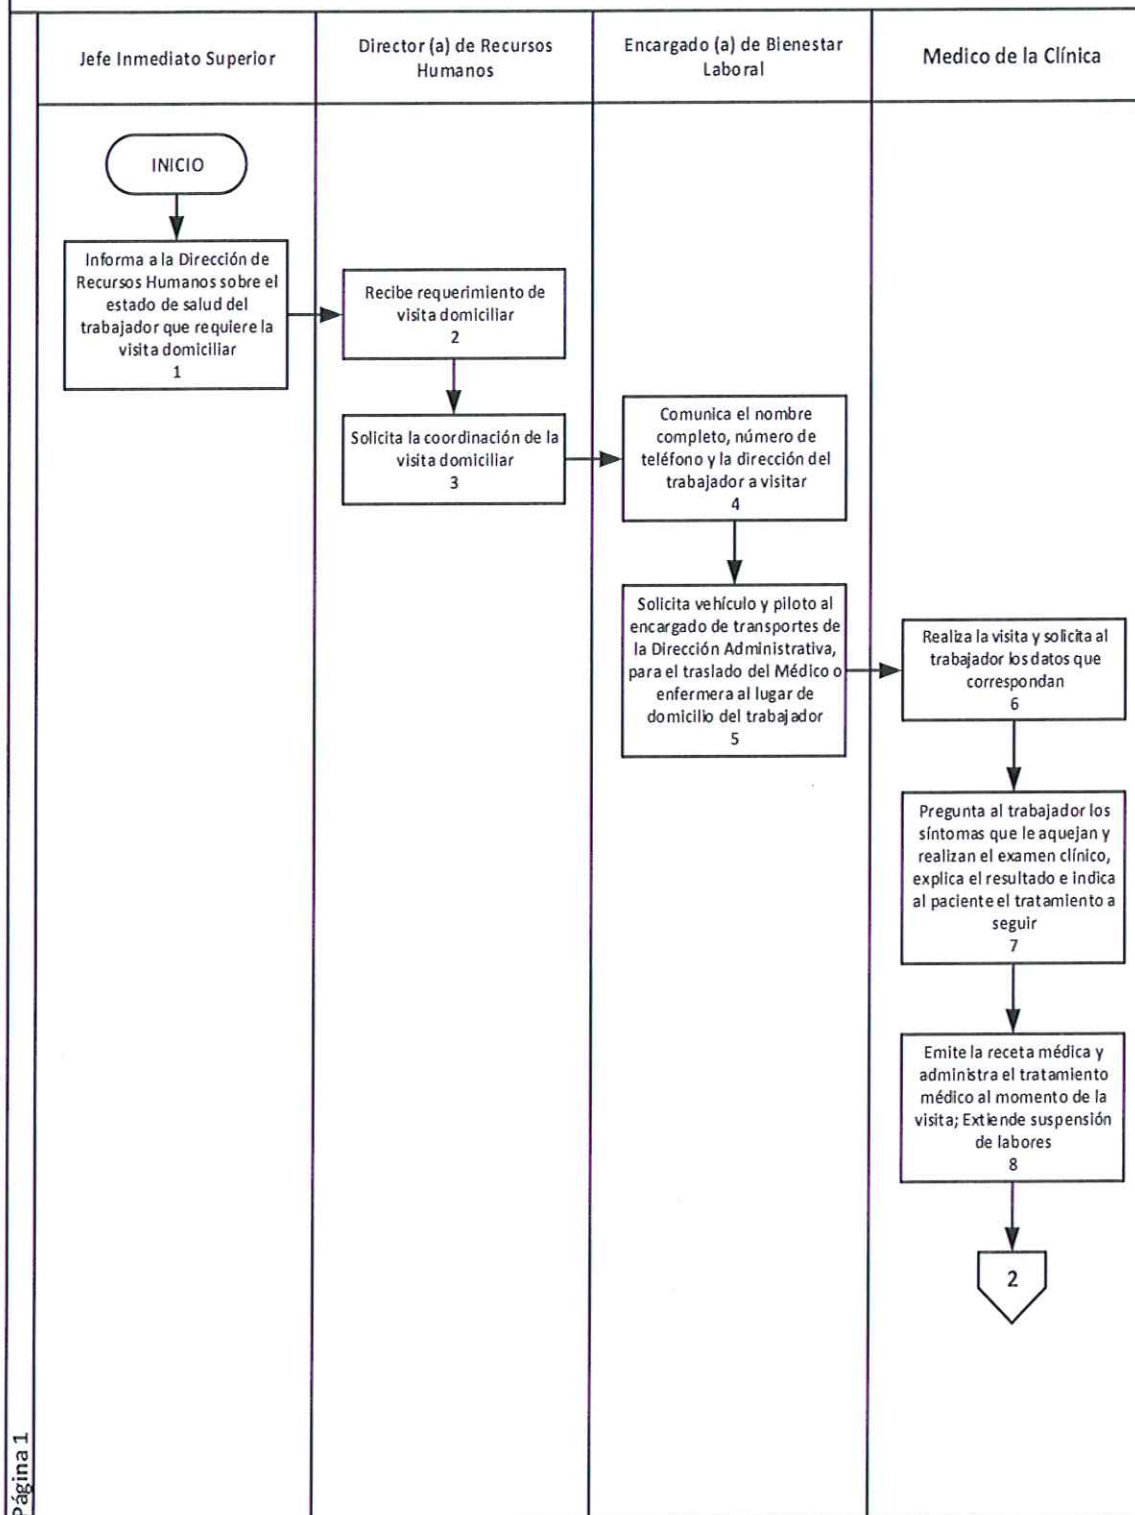 Jefe Inmediato Superior
Director (a) de Recursos
Humanos
Encargado (a) de Bienestar
Laboral
Medico de la Clínica
INICIO
Informa a la Dirección de
Recursos Humanos sobre el
estado de salud del
trabajador que requiere la
visita domiciliar
1
Recibe requerimiento de
visita domiciliar
2
Solicita la coordinación de la
visita domiciliar
3
Comunica el nombre
completo, número de
teléfono y la dirección del
trabajador a visitar
4
Solicita vehículo y piloto al
encargado de transportes de
la Dirección Administrativa,
para el traslado del Médico o
enfermera al lugar de
domicilio del trabajador
5
Realiza la visita y solicita al
trabajador los datos que
correspondan
6
Pregunta al trabajador los
síntomas que le aquejan y
realizan el examen clínico,
explica el resultado e indica
al paciente el tratamiento a
seguir
7
Emite la receta médica y
administra el tratamiento
médico al momento de la
visita; Extiende suspensión
de labores
8
2
Página 1